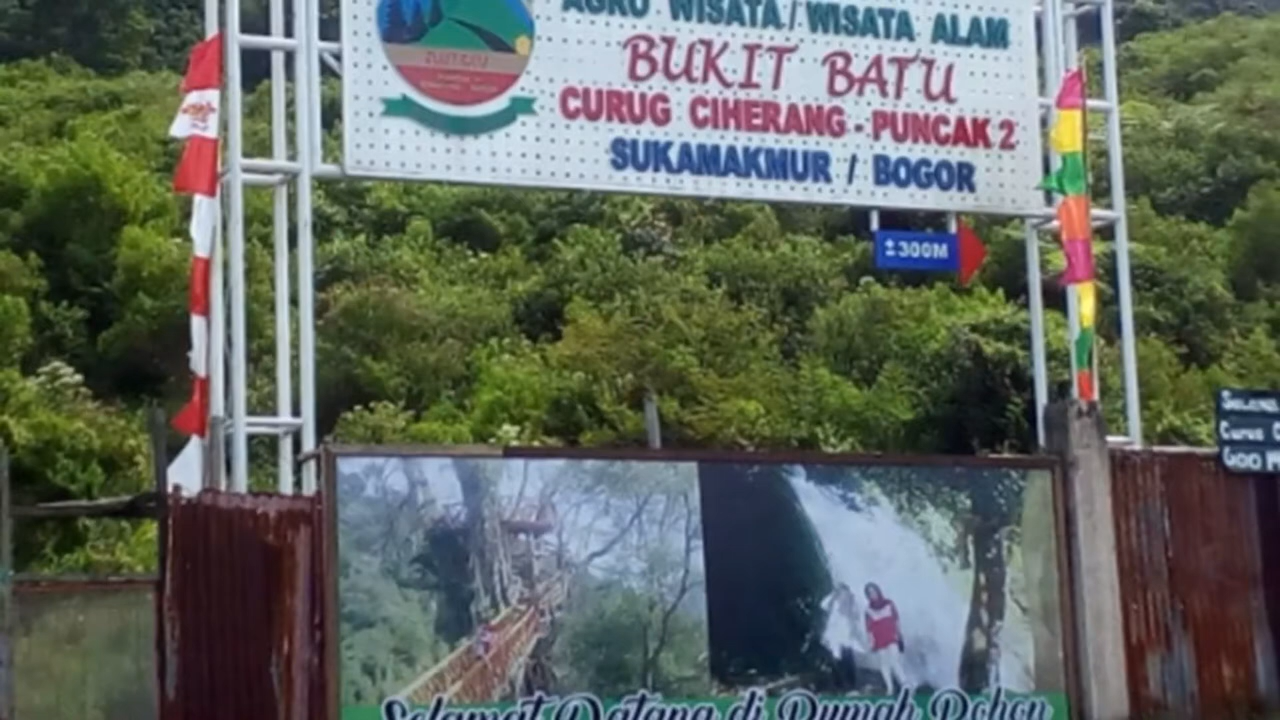 AGRO WISATA / WISATA ALAM
BUKIT BATU
CURUG CIHERANG - PUNCAK 2
SUKAMAKMUR / BOGOR
± 300M
Selamat Datang di Rumah Pohon